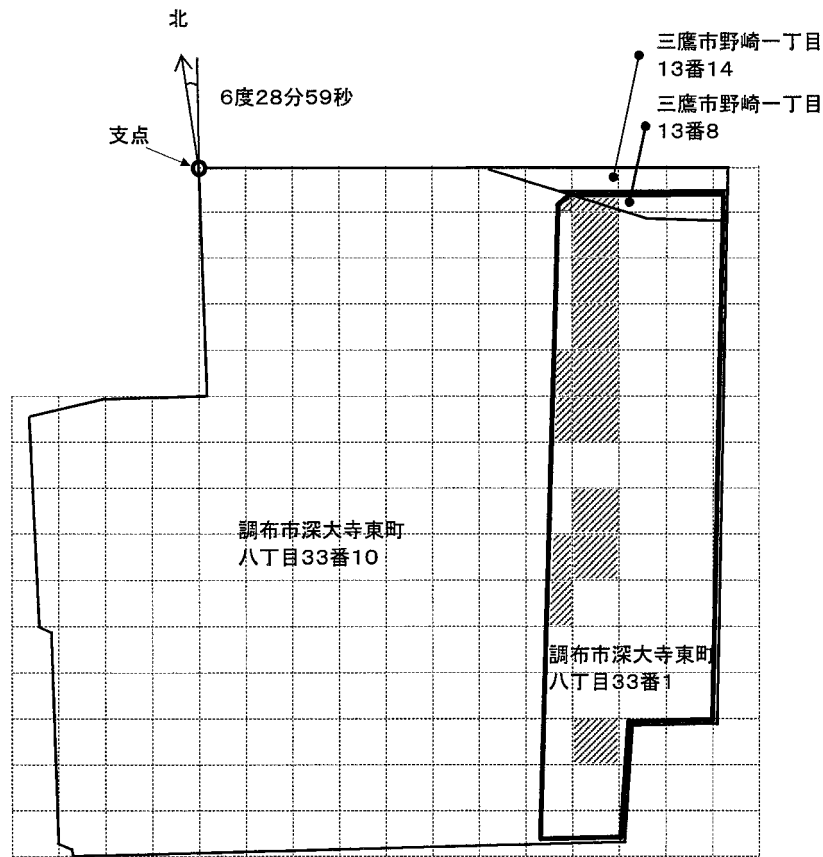 北
三鷹市野崎一丁目
13番14
6度28分59秒
三鷹市野崎一丁目
13番8
支点
調布市深大寺東町
八丁目33番10
調布市深大寺東町
八丁目33番1